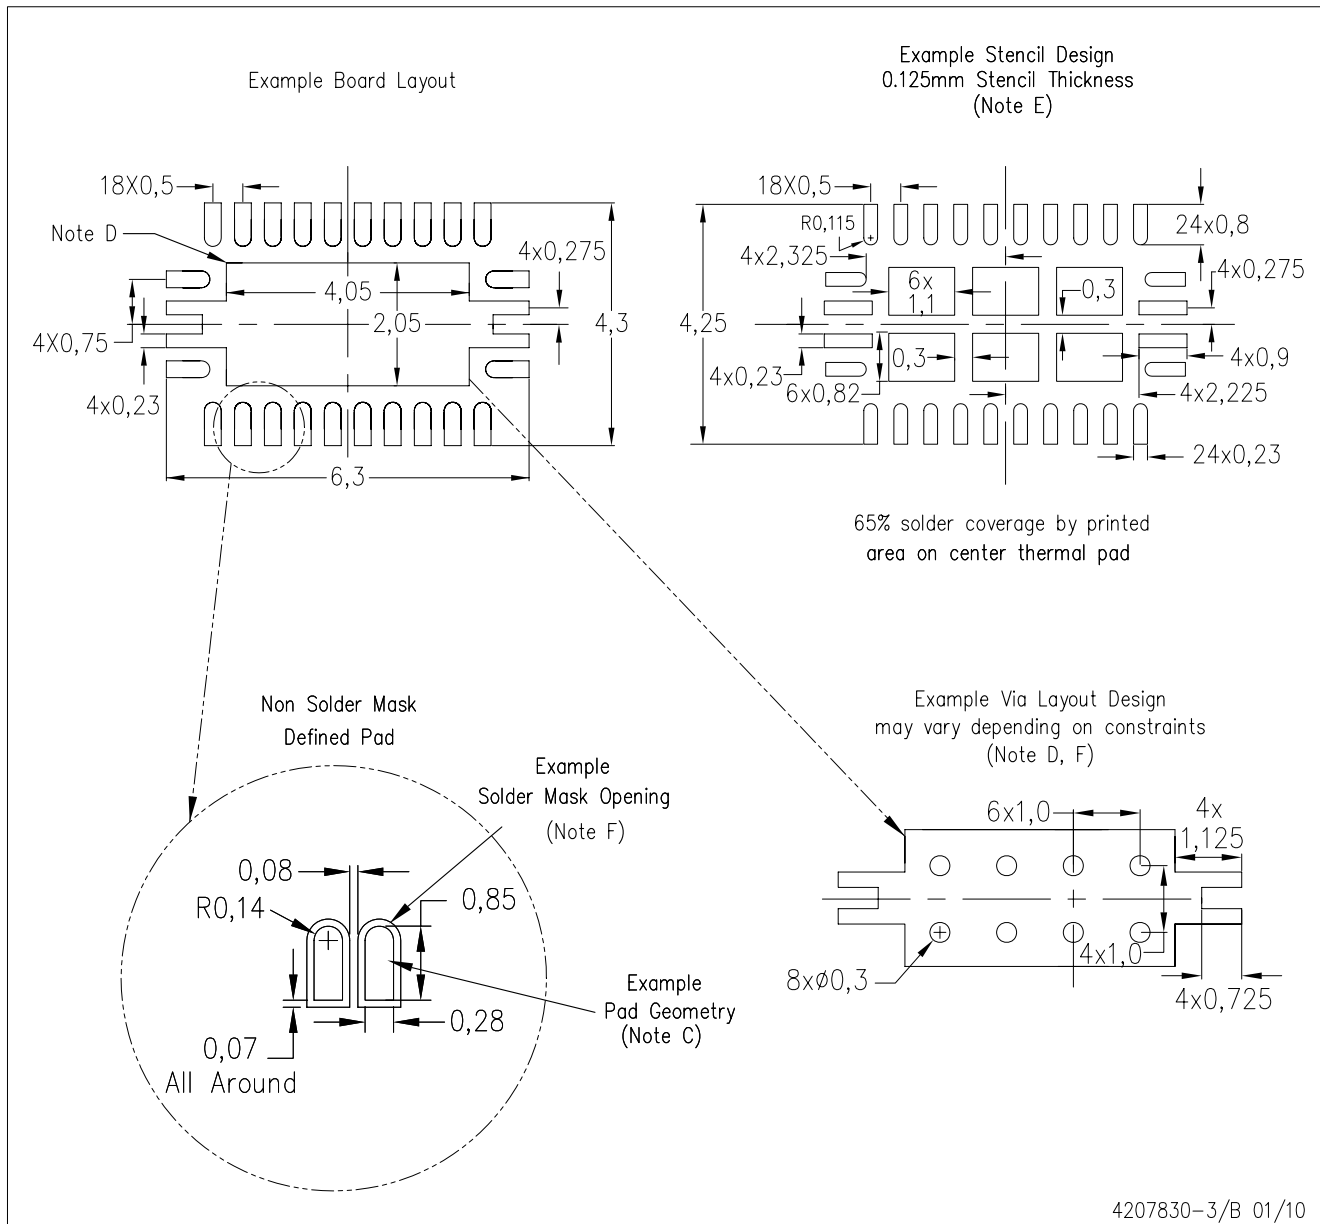 Example Board Layout
18X0,5
Note D
4x0,275
4,05
2,05
4,3
4X0,75
4x0,23
6,3
Example Stencil Design
0.125mm Stencil Thickness
(Note E)
18X0,5
R0,115
24x0,8
4x2,325
4x0,275
6x
1,1
0,3
4,25
0,3
4x0,9
4x0,23
6x0,82
4x2,225
24x0,23
65% solder coverage by printed
area on center thermal pad
Non Solder Mask
Defined Pad
Example
Solder Mask Opening
(Note F)
0,08
R0,14
0,85
Example
Pad Geometry
(Note C)
0,28
0,07
All Around
Example Via Layout Design
may vary depending on constraints
(Note D, F)
6x1,0
4x
1,125
4x1,0
8xø0,3
4x0,725
4207830-3/B 01/10